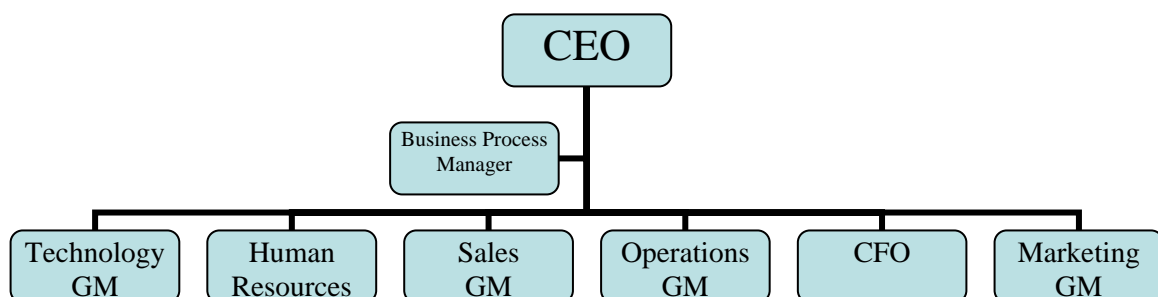 CEO
Business Process
Manager
Technology
GM
Human
Resources
Sales
GM
Operations
GM
CFO
Marketing
GM